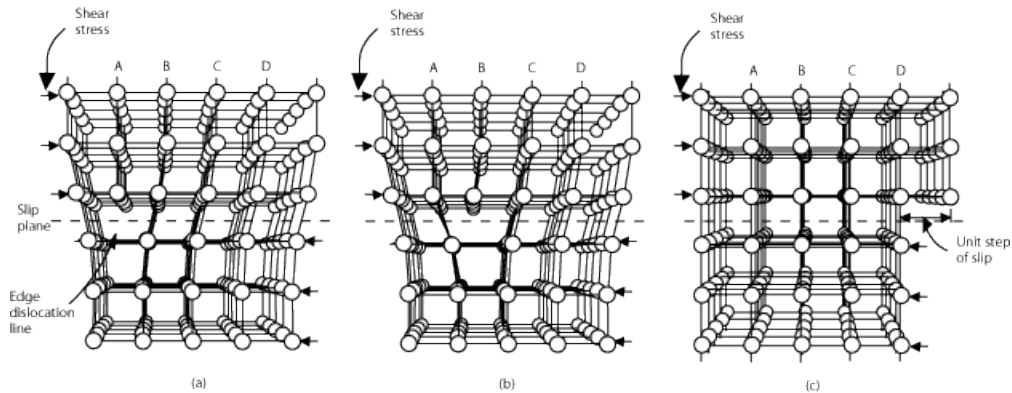 Shear
stress
A B C D
Slip
plane
Edge
dislocation
line
(a)
Shear
stress
A B C D
(b)
Shear
stress
A B C D
Unit step
of slip
(c)